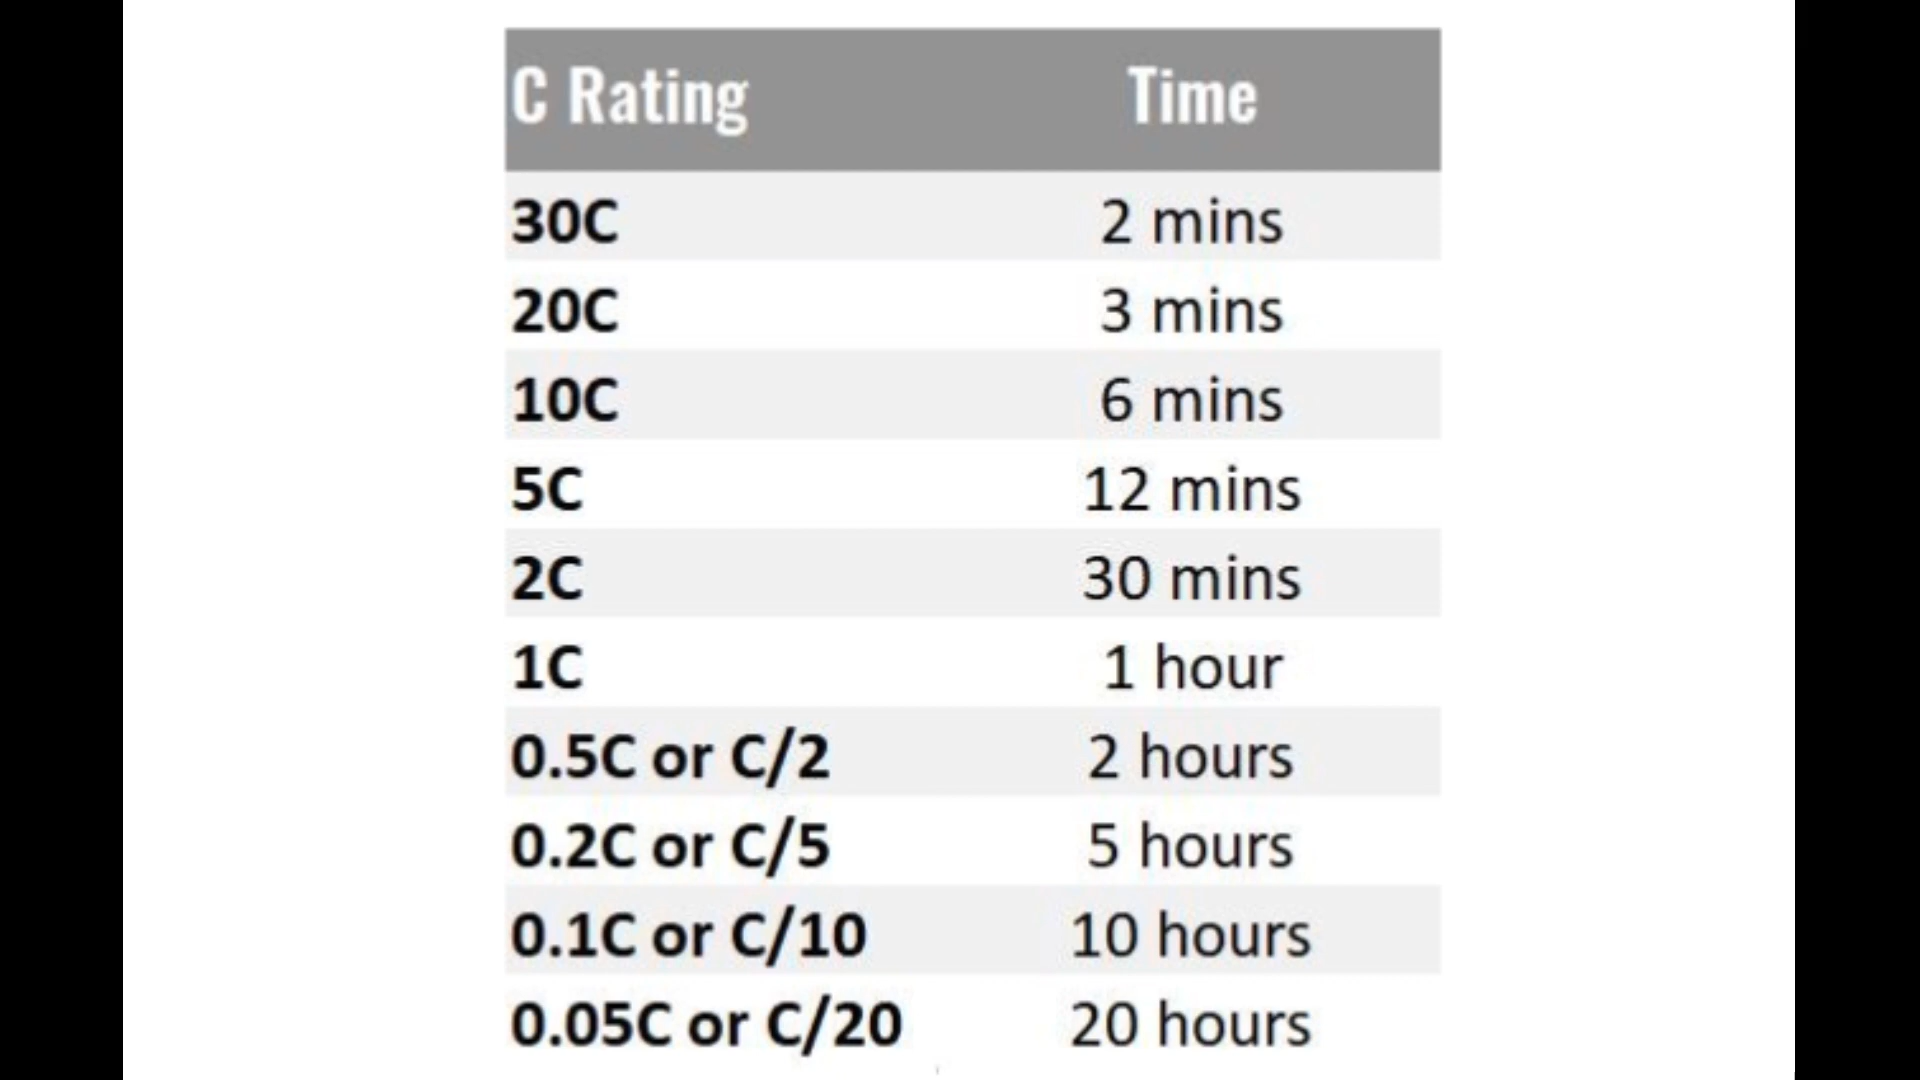 C Rating Time
30C 2 mins
20C 3 mins
10C 6 mins
5C 12 mins
2C 30 mins
1C 1 hour
0.5C or C/2 2 hours
0.2C or C/5 5 hours
0.1C or C/10 10 hours
0.05C or C/20 20 hours